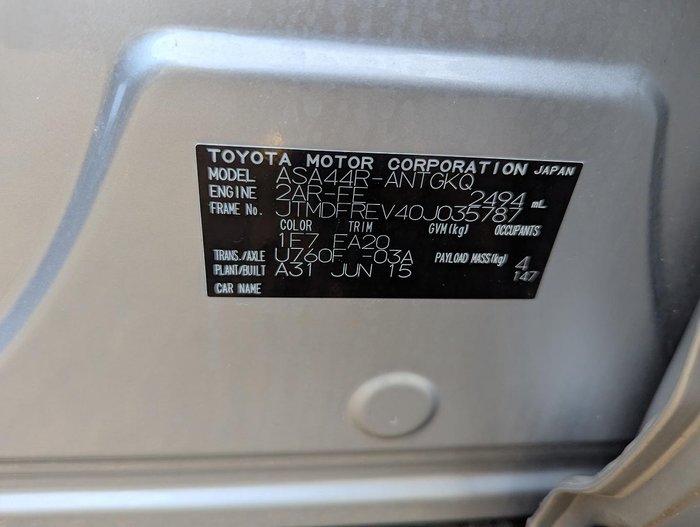 TOYOTA MOTOR CORPORATION JAPAN
MODEL ASA44R-ANTGKQ
ENGINE 2AR-FE 2494 mL
FRAME No. JTMDFREV40J035787
COLOR TRIM GVM(kg) OCCUPANTS
1F7 EA20
TRANS./AXLE U760F -03A PAYLOAD MASS(kg) 4
PLANT/BUILT A31 JUN 15 147
CAR NAME